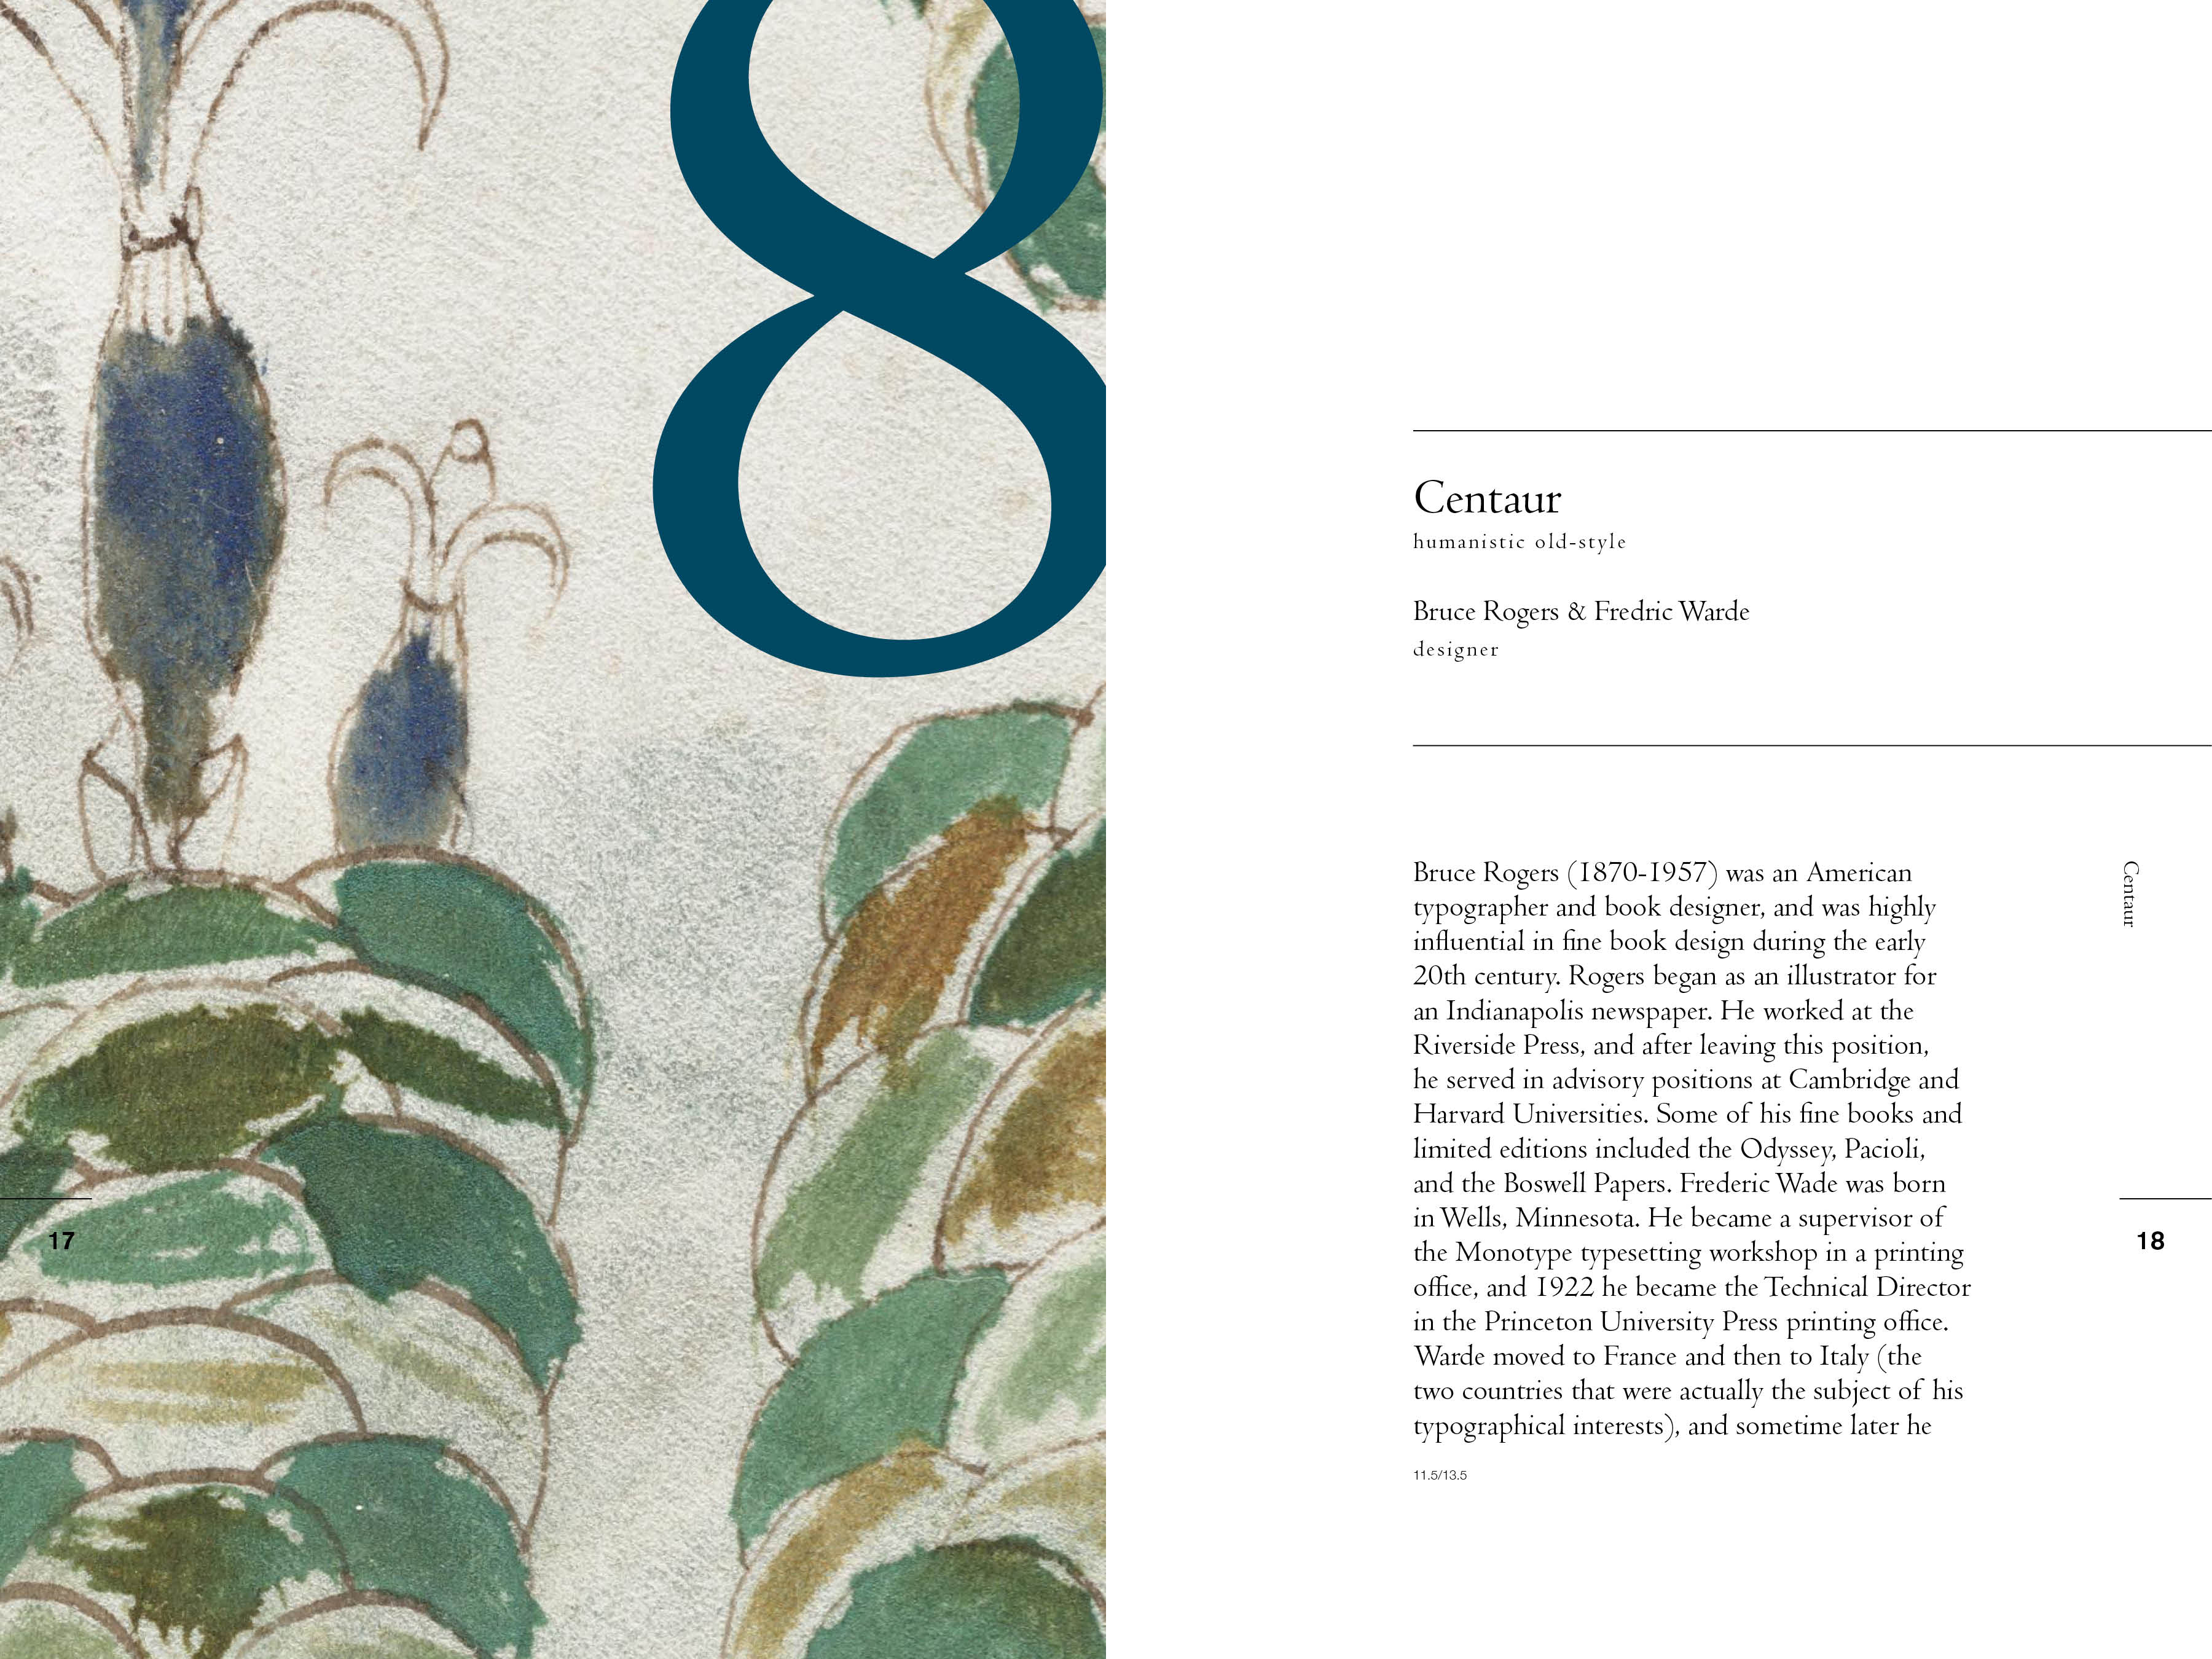 8
17
Centaur
humanistic old-style
Bruce Rogers & Fredric Warde
designer
Bruce Rogers (1870-1957) was an American
typographer and book designer, and was highly
influential in fine book design during the early
20th century. Rogers began as an illustrator for
an Indianapolis newspaper. He worked at the
Riverside Press, and after leaving this position,
he served in advisory positions at Cambridge and
Harvard Universities. Some of his fine books and
limited editions included the Odyssey, Pacioli,
and the Boswell Papers. Frederic Wade was born
in Wells, Minnesota. He became a supervisor of
the Monotype typesetting workshop in a printing
office, and 1922 he became the Technical Director
in the Princeton University Press printing office.
Warde moved to France and then to Italy (the
two countries that were actually the subject of his
typographical interests), and sometime later he
11.5/13.5
Centaur
18